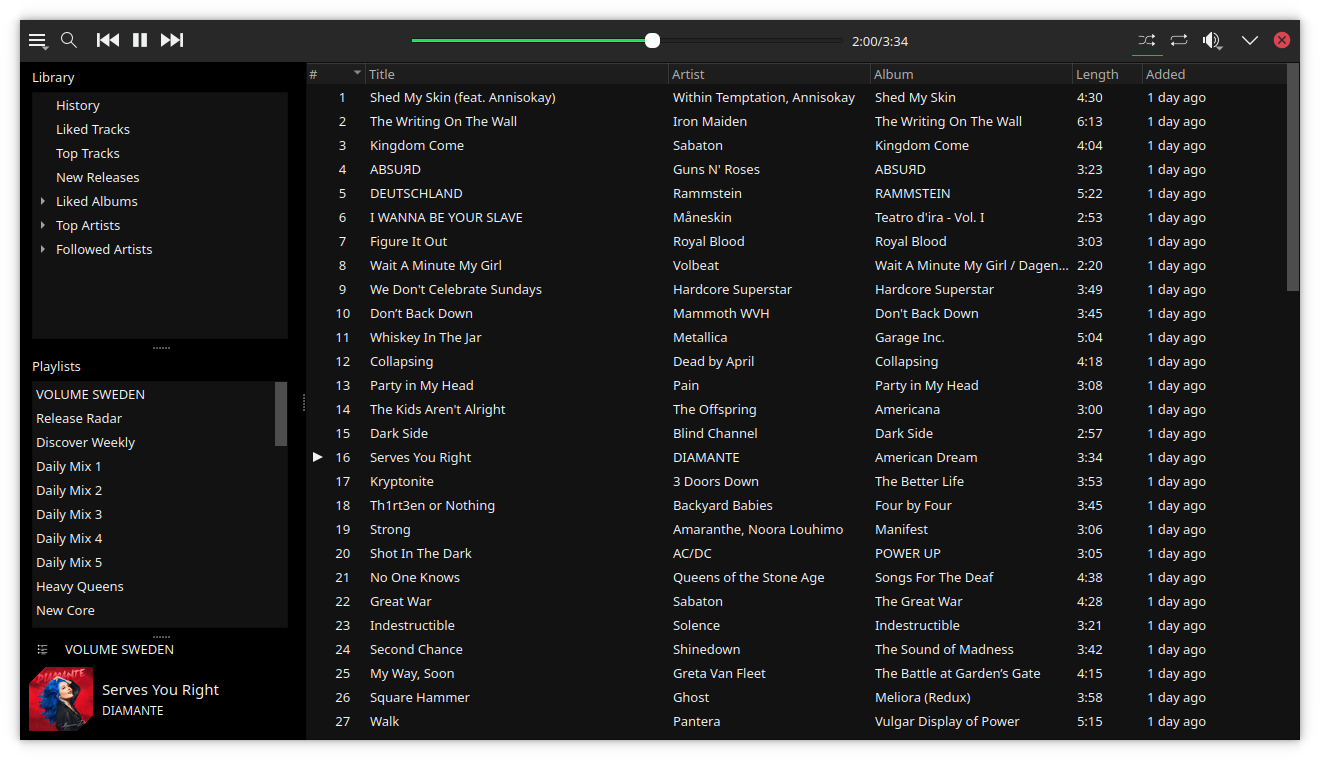 2:00/3:34
Library
History
Liked Tracks
Top Tracks
New Releases
Liked Albums
Top Artists
Followed Artists
Playlists
VOLUME SWEDEN
Release Radar
Discover Weekly
Daily Mix 1
Daily Mix 2
Daily Mix 3
Daily Mix 4
Daily Mix 5
Heavy Queens
New Core
VOLUME SWEDEN
DIAMANTE
Serves You Right
DIAMANTE
# Title Artist Album Length Added
1 Shed My Skin (feat. Annisokay) Within Temptation, Annisokay Shed My Skin 4:30 1 day ago
2 The Writing On The Wall Iron Maiden The Writing On The Wall 6:13 1 day ago
3 Kingdom Come Sabaton Kingdom Come 4:04 1 day ago
4 ABSUЯD Guns N' Roses ABSUЯD 3:23 1 day ago
5 DEUTSCHLAND Rammstein RAMMSTEIN 5:22 1 day ago
6 I WANNA BE YOUR SLAVE Måneskin Teatro d'ira - Vol. I 2:53 1 day ago
7 Figure It Out Royal Blood Royal Blood 3:03 1 day ago
8 Wait A Minute My Girl Volbeat Wait A Minute My Girl / Dagen... 2:20 1 day ago
9 We Don't Celebrate Sundays Hardcore Superstar Hardcore Superstar 3:49 1 day ago
10 Don’t Back Down Mammoth WVH Don't Back Down 3:45 1 day ago
11 Whiskey In The Jar Metallica Garage Inc. 5:04 1 day ago
12 Collapsing Dead by April Collapsing 4:18 1 day ago
13 Party in My Head Pain Party in My Head 3:08 1 day ago
14 The Kids Aren't Alright The Offspring Americana 3:00 1 day ago
15 Dark Side Blind Channel Dark Side 2:57 1 day ago
16 Serves You Right DIAMANTE American Dream 3:34 1 day ago
17 Kryptonite 3 Doors Down The Better Life 3:53 1 day ago
18 Th1rt3en or Nothing Backyard Babies Four by Four 3:45 1 day ago
19 Strong Amaranthe, Noora Louhimo Manifest 3:06 1 day ago
20 Shot In The Dark AC/DC POWER UP 3:05 1 day ago
21 No One Knows Queens of the Stone Age Songs For The Deaf 4:38 1 day ago
22 Great War Sabaton The Great War 4:28 1 day ago
23 Indestructible Solence Indestructible 3:21 1 day ago
24 Second Chance Shinedown The Sound of Madness 3:42 1 day ago
25 My Way, Soon Greta Van Fleet The Battle at Garden’s Gate 4:15 1 day ago
26 Square Hammer Ghost Meliora (Redux) 3:58 1 day ago
27 Walk Pantera Vulgar Display of Power 5:15 1 day ago